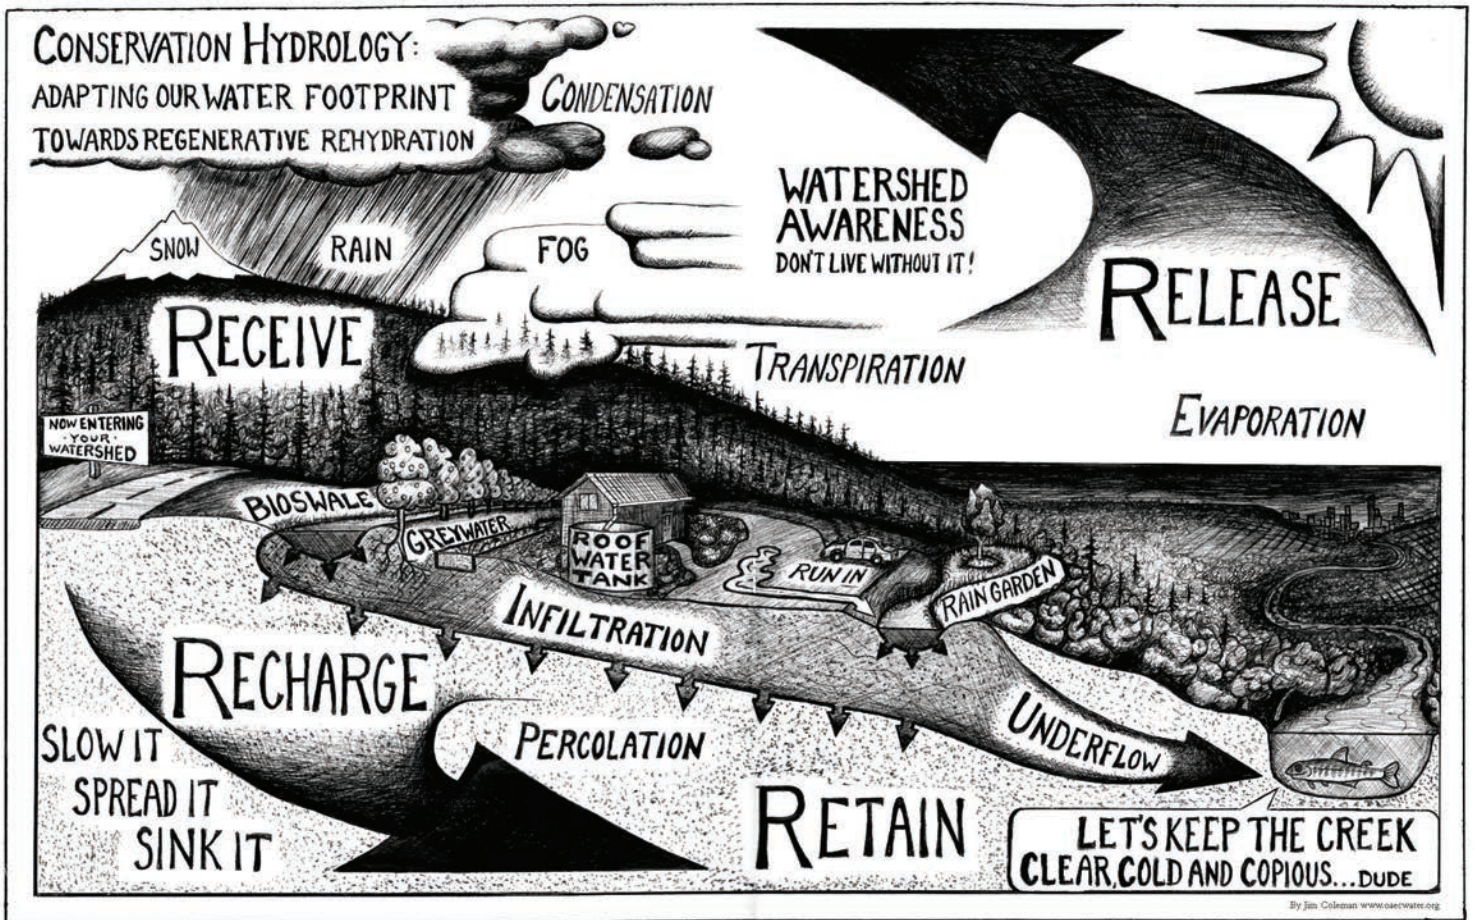 CONSERVATION HYDROLOGY:
ADAPTING OUR WATER FOOTPRINT
TOWARDS REGENERATIVE REHYDRATION
CONDENSATION
WATERSHED
AWARENESS
DON'T LIVE WITHOUT IT!
SNOW
RAIN
FOG
RELEASE
RECEIVE
TRANSPIRATION
EVAPORATION
NOW ENTERING
·YOUR·
WATERSHED
BIOSWALE
GREYWATER
ROOF
WATER
TANK
RUN IN
RAIN GARDEN
INFILTRATION
RECHARGE
UNDERFLOW
PERCOLATION
SLOW IT
SPREAD IT
SINK IT
RETAIN
LET'S KEEP THE CREEK
CLEAR, COLD AND COPIOUS...DUDE
By Jim Coleman www.oaecwater.org